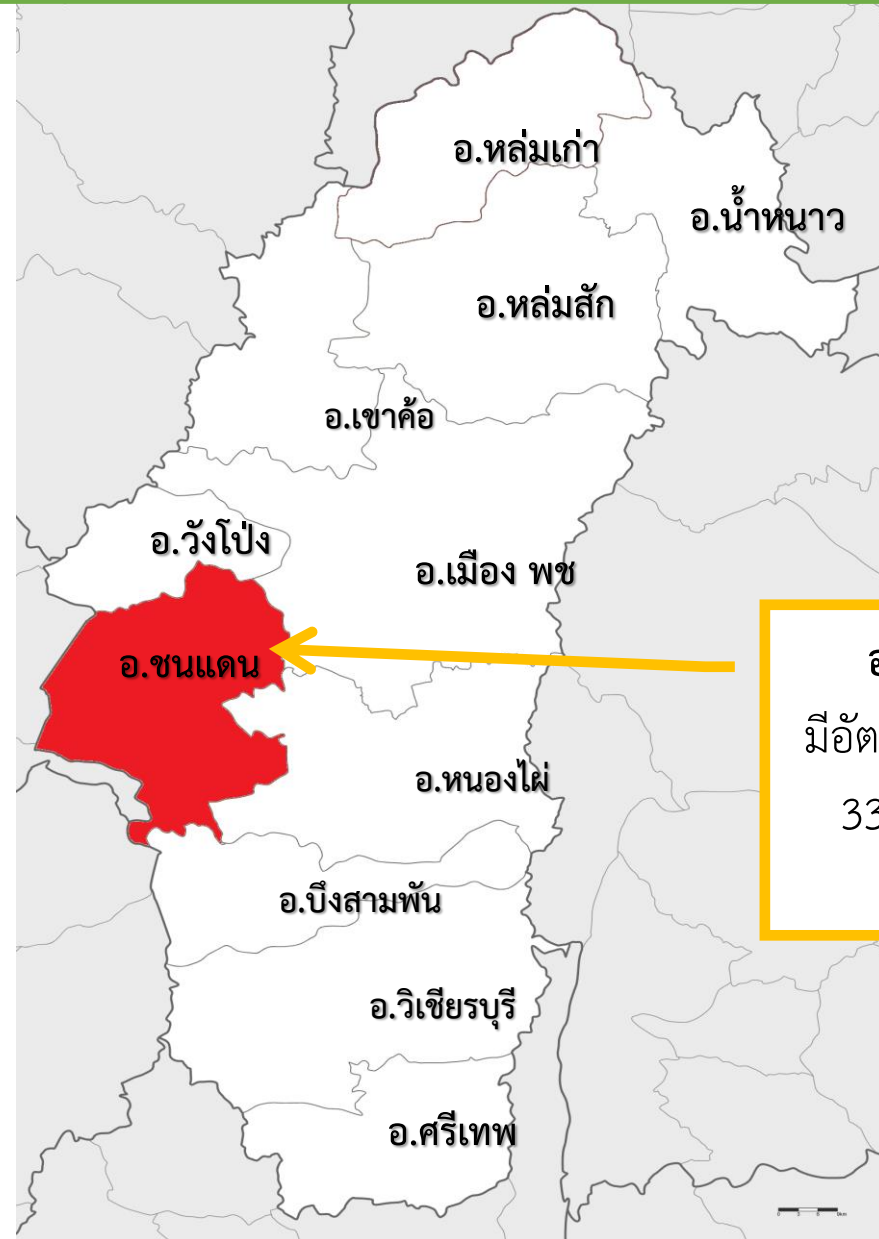 อ.หล่มเก่า
อ.น้ำหนาว
อ.หล่มสัก
อ.เขาค้อ
อ.วังโป่ง
อ.เมือง พช
อ.ชนแดน
มีอัต
33
อ.หนองไผ่
อ.บึงสามพัน
อ.วิเชียรบุรี
อ.ศรีเทพ